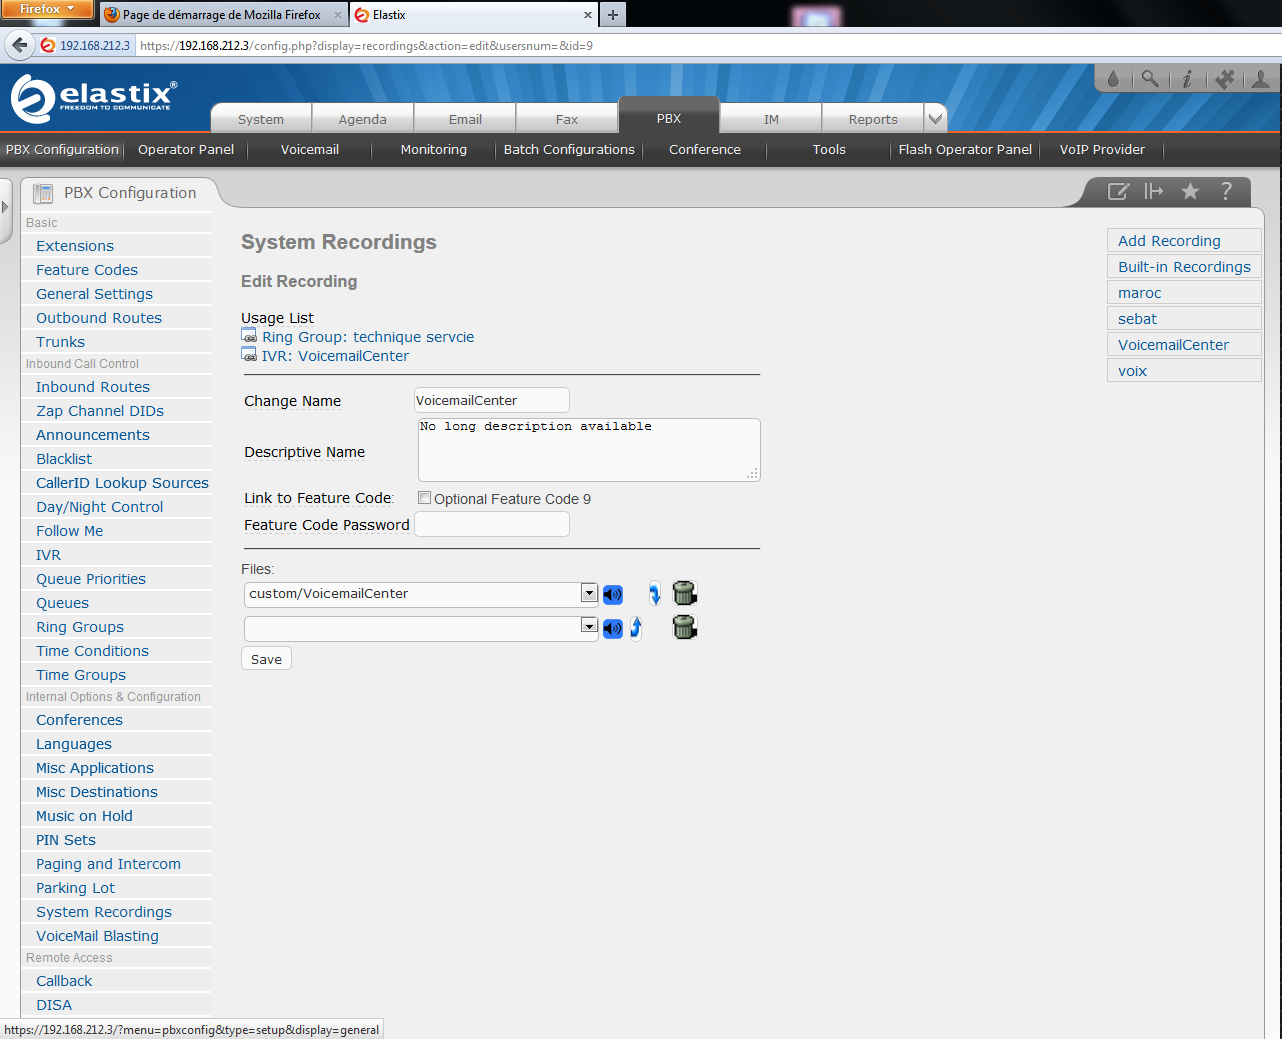 Firefox
Page de démarrage de Mozilla Firefox
Elastix
192.168.212.3
https://192.168.212.3/config.php?display=recordings&action=edit&usersnum=&id=9
elastix®
FREEDOM TO COMMUNICATE
System
Agenda
Email
Fax
PBX
IM
Reports
PBX Configuration
Operator Panel
Voicemail
Monitoring
Batch Configurations
Conference
Tools
Flash Operator Panel
VoIP Provider
PBX Configuration
Basic
Extensions
Feature Codes
General Settings
Outbound Routes
Trunks
Inbound Call Control
Inbound Routes
Zap Channel DIDs
Announcements
Blacklist
CallerID Lookup Sources
Day/Night Control
Follow Me
IVR
Queue Priorities
Queues
Ring Groups
Time Conditions
Time Groups
Internal Options & Configuration
Conferences
Languages
Misc Applications
Misc Destinations
Music on Hold
PIN Sets
Paging and Intercom
Parking Lot
System Recordings
VoiceMail Blasting
Remote Access
Callback
DISA
System Recordings
Edit Recording
Usage List
Ring Group: technique servcie
IVR: VoicemailCenter
Change Name
VoicemailCenter
Descriptive Name
No long description available
Link to Feature Code:
Optional Feature Code 9
Feature Code Password
Files:
custom/VoicemailCenter
Save
Add Recording
Built-in Recordings
maroc
sebat
VoicemailCenter
voix
https://192.168.212.3/?menu=pbxconfig&type=setup&display=general